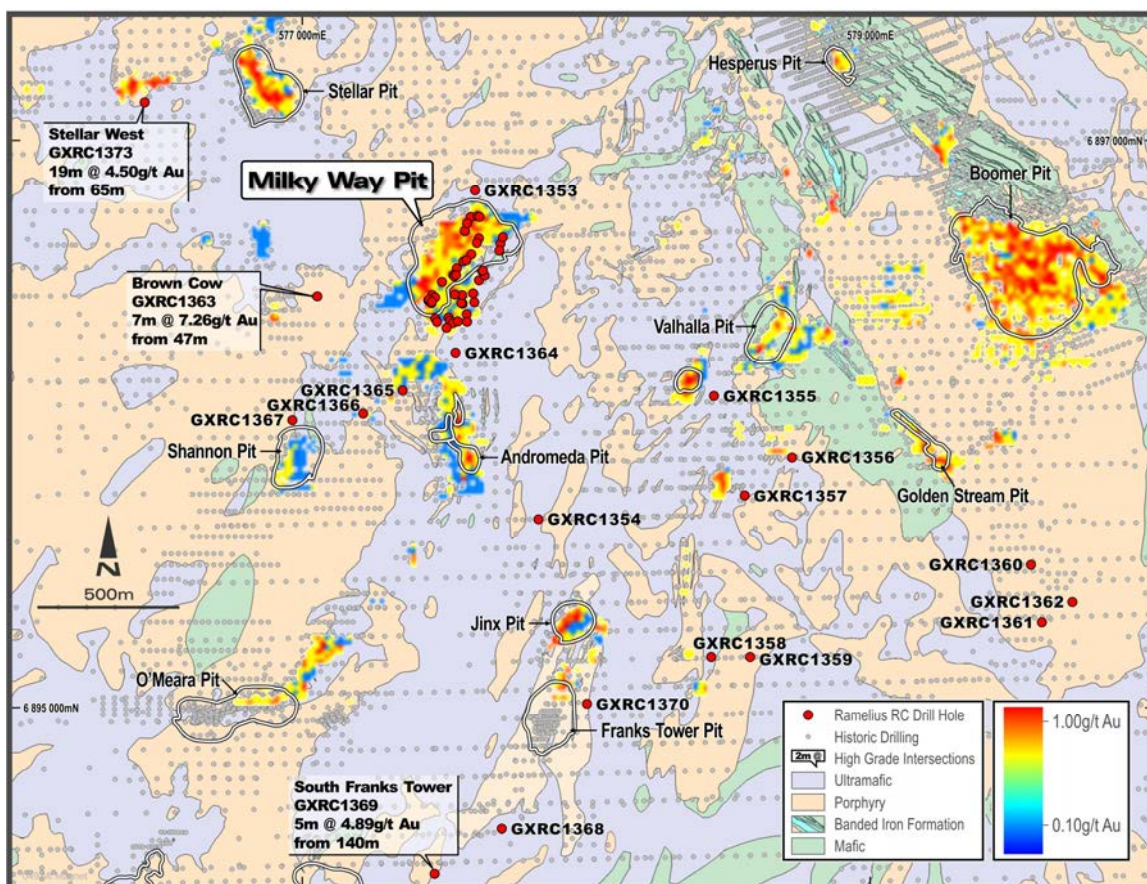 577 000mE
579 000mE
Hesperus Pit
Stellar Pit
Stellar West
GXRC1373
19m @ 4.50g/t Au
from 65m
6 897 000mN
Boomer Pit
Milky Way Pit
GXRC1353
Brown Cow
GXRC1363
7m @ 7.26g/t Au
from 47m
Valhalla Pit
GXRC1364
GXRC1365
GXRC1355
GXRC1366
GXRC1367
Shannon Pit
Andromeda Pit
GXRC1356
Golden Stream Pit
GXRC1357
GXRC1354
N
500m
GXRC1360
GXRC1362
GXRC1361
Jinx Pit
GXRC1358
GXRC1359
O'Meara Pit
6 895 000mN
GXRC1370
Franks Tower Pit
South Franks Tower
GXRC1369
5m @ 4.89g/t Au
from 140m
GXRC1368
Ramelius RC Drill Hole
Historic Drilling
2m @ High Grade Intersections
Ultramafic
Porphyry
Banded Iron Formation
Mafic
1.00g/t Au
0.10g/t Au